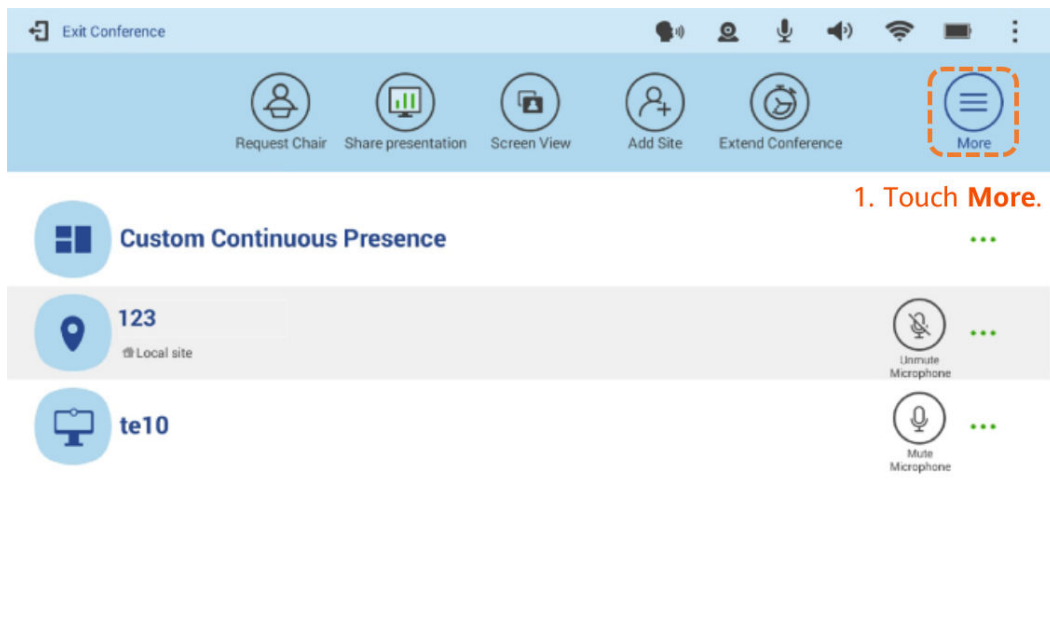 Exit Conference
Request Chair
Share presentation
Screen View
Add Site
Extend Conference
More
1. Touch More.
Custom Continuous Presence
123
Local site
Unmute
Microphone
te10
Mute
Microphone